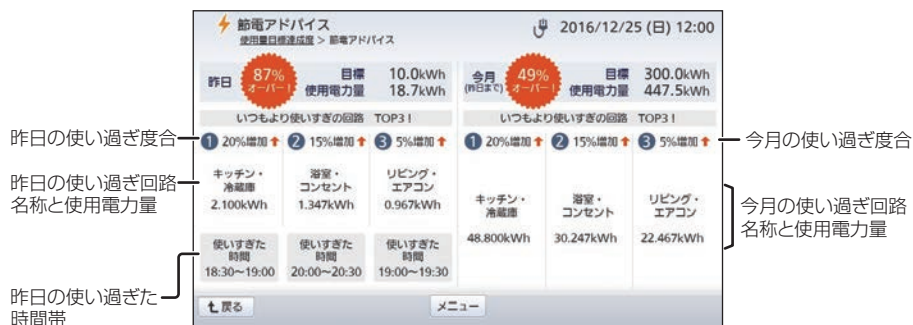 節電アドバイス
使用量目標達成度 > 節電アドバイス
2016/12/25 (日) 12:00
昨日
87%
オーバー!
目標 10.0kWh
使用電力量 18.7kWh
いつもより使いすぎの回路 TOP3!
1 20%増加 2 15%増加 3 5%増加
キッチン・
冷蔵庫
2.100kWh
浴室・
コンセント
1.347kWh
リビング・
エアコン
0.967kWh
使いすぎた
時間
18:30~19:00
使いすぎた
時間
20:00~20:30
使いすぎた
時間
19:00~19:30
今月
(昨日まで)
49%
オーバー!
目標 300.0kWh
使用電力量 447.5kWh
いつもより使いすぎの回路 TOP3!
1 20%増加 2 15%増加 3 5%増加
キッチン・
冷蔵庫
48.800kWh
浴室・
コンセント
30.247kWh
リビング・
エアコン
22.467kWh
戻る
メニュー
昨日の使い過ぎ度合
昨日の使い過ぎ回路
名称と使用電力量
昨日の使い過ぎた
時間帯
今月の使い過ぎ度合
今月の使い過ぎ回路
名称と使用電力量